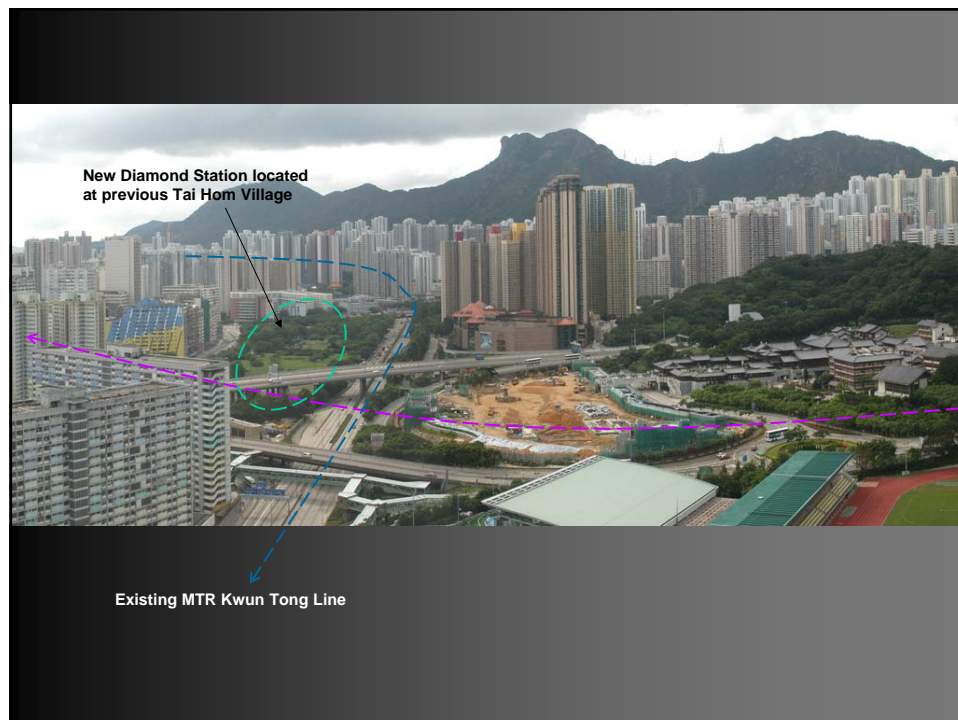 New Diamond Station located
at previous Tai Hom Village
Existing MTR Kwun Tong Line